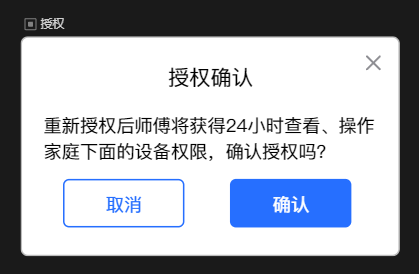 授权
授权确认
重新授权后师傅将获得24小时查看、操作
家庭下面的设备权限，确认授权吗？
取消
确认